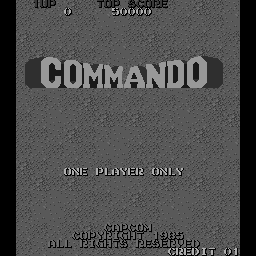 1UP TOP SCORE
0 50000
COMMANDO
ONE PLAYER ONLY
CAPCOM
COPYRIGHT 1985
ALL RIGHTS RESERVED
CREDIT 01